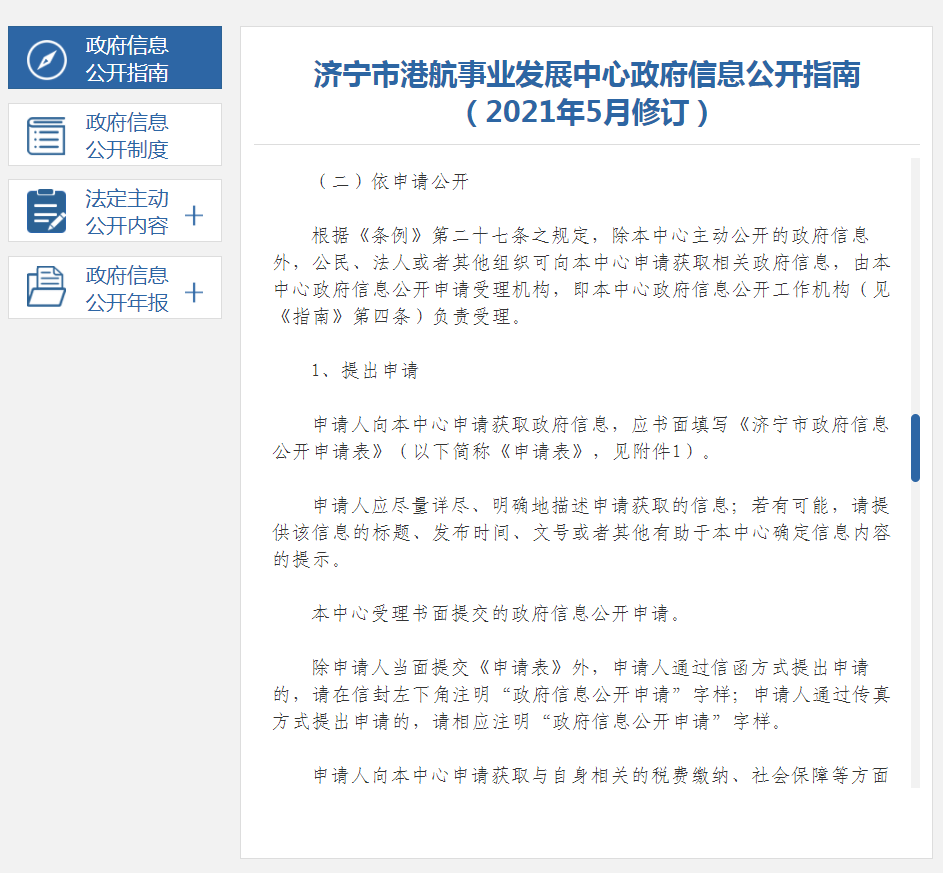 政府信息
公开指南
政府信息
公开制度
法定主动
公开内容
政府信息
公开年报
济宁市港航事业发展中心政府信息公开指南
（2021年5月修订）
（二）依申请公开
根据《条例》第二十七条之规定，除本中心主动公开的政府信息
外，公民、法人或者其他组织可向本中心申请获取相关政府信息，由本
中心政府信息公开申请受理机构，即本中心政府信息公开工作机构（见
《指南》第四条）负责受理。
1、提出申请
申请人向本中心申请获取政府信息，应书面填写《济宁市政府信息
公开申请表》（以下简称《申请表》，见附件1）。
申请人应尽量详尽、明确地描述申请获取的信息；若有可能，请提
供该信息的标题、发布时间、文号或者其他有助于本中心确定信息内容
的提示。
本中心受理书面提交的政府信息公开申请。
除申请人当面提交《申请表》外，申请人通过信函方式提出申请
的，请在信封左下角注明“政府信息公开申请”字样；申请人通过传真
方式提出申请的，请相应注明“政府信息公开申请”字样。
申请人向本中心申请获取与自身相关的税费缴纳、社会保障等方面